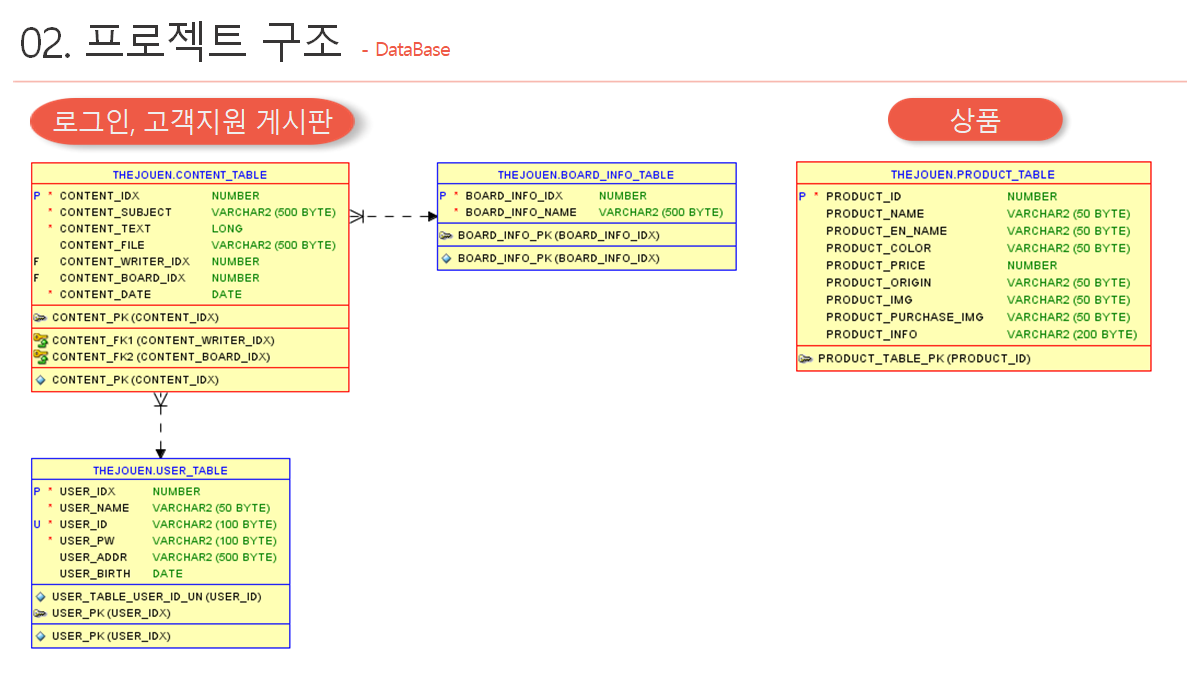 02. 프로젝트 구조 - DataBase
로그인, 고객지원 게시판
THEJOUEN.CONTENT_TABLE
P * CONTENT_IDX NUMBER
* CONTENT_SUBJECT VARCHAR2 (500 BYTE)
* CONTENT_TEXT LONG
CONTENT_FILE VARCHAR2 (500 BYTE)
F CONTENT_WRITER_IDX NUMBER
F CONTENT_BOARD_IDX NUMBER
* CONTENT_DATE DATE
CONTENT_PK (CONTENT_IDX)
CONTENT_FK1 (CONTENT_WRITER_IDX)
CONTENT_FK2 (CONTENT_BOARD_IDX)
CONTENT_PK (CONTENT_IDX)
THEJOUEN.BOARD_INFO_TABLE
P * BOARD_INFO_IDX NUMBER
* BOARD_INFO_NAME VARCHAR2 (500 BYTE)
BOARD_INFO_PK (BOARD_INFO_IDX)
BOARD_INFO_PK (BOARD_INFO_IDX)
THEJOUEN.USER_TABLE
P * USER_IDX NUMBER
* USER_NAME VARCHAR2 (50 BYTE)
U * USER_ID VARCHAR2 (100 BYTE)
* USER_PW VARCHAR2 (100 BYTE)
USER_ADDR VARCHAR2 (500 BYTE)
USER_BIRTH DATE
USER_TABLE_USER_ID_UN (USER_ID)
USER_PK (USER_IDX)
USER_PK (USER_IDX)
상품
THEJOUEN.PRODUCT_TABLE
P * PRODUCT_ID NUMBER
PRODUCT_NAME VARCHAR2 (50 BYTE)
PRODUCT_EN_NAME VARCHAR2 (50 BYTE)
PRODUCT_COLOR VARCHAR2 (50 BYTE)
PRODUCT_PRICE NUMBER
PRODUCT_ORIGIN VARCHAR2 (50 BYTE)
PRODUCT_IMG VARCHAR2 (50 BYTE)
PRODUCT_PURCHASE_IMG VARCHAR2 (50 BYTE)
PRODUCT_INFO VARCHAR2 (200 BYTE)
PRODUCT_TABLE_PK (PRODUCT_ID)